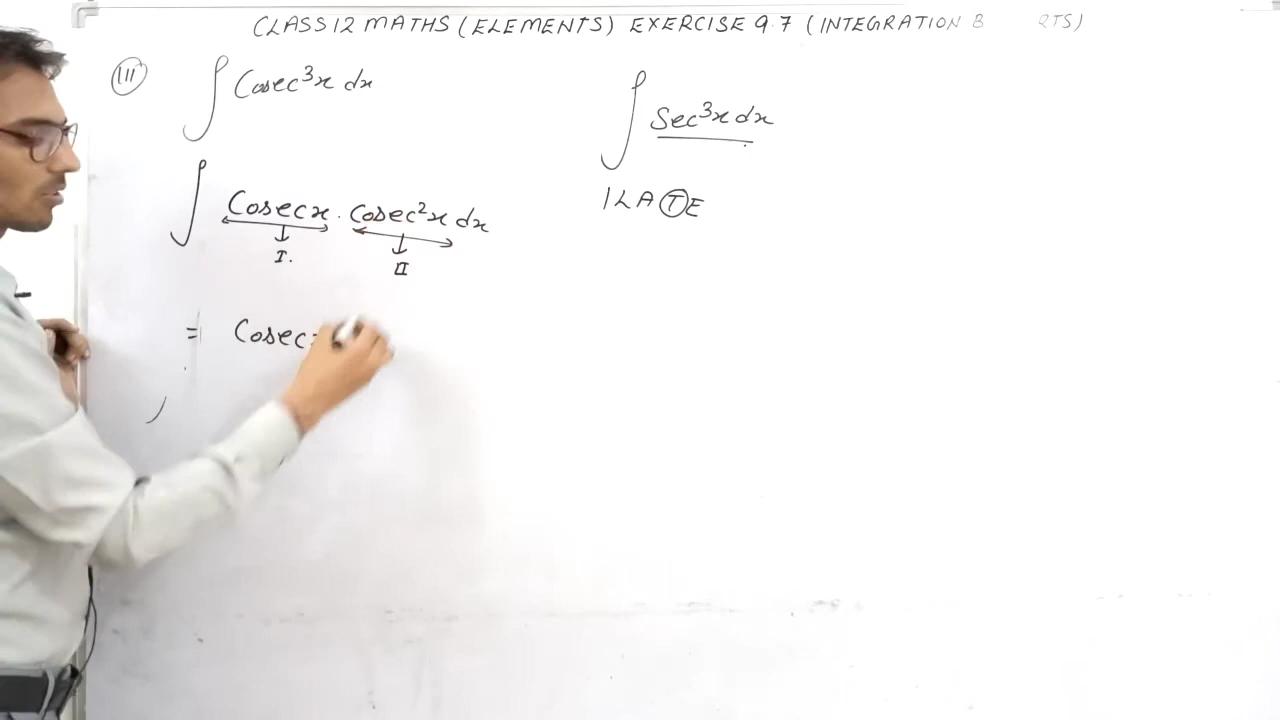 CLASS 12 MATHS (ELEMENTS) EXERCISE 9.7 (INTEGRATION B RTS)
(III) ∫ Cosec³x dx
∫ Cosecx . Cosec²x dx
I. II
= Cosec
∫ Sec³x dx
ILATE